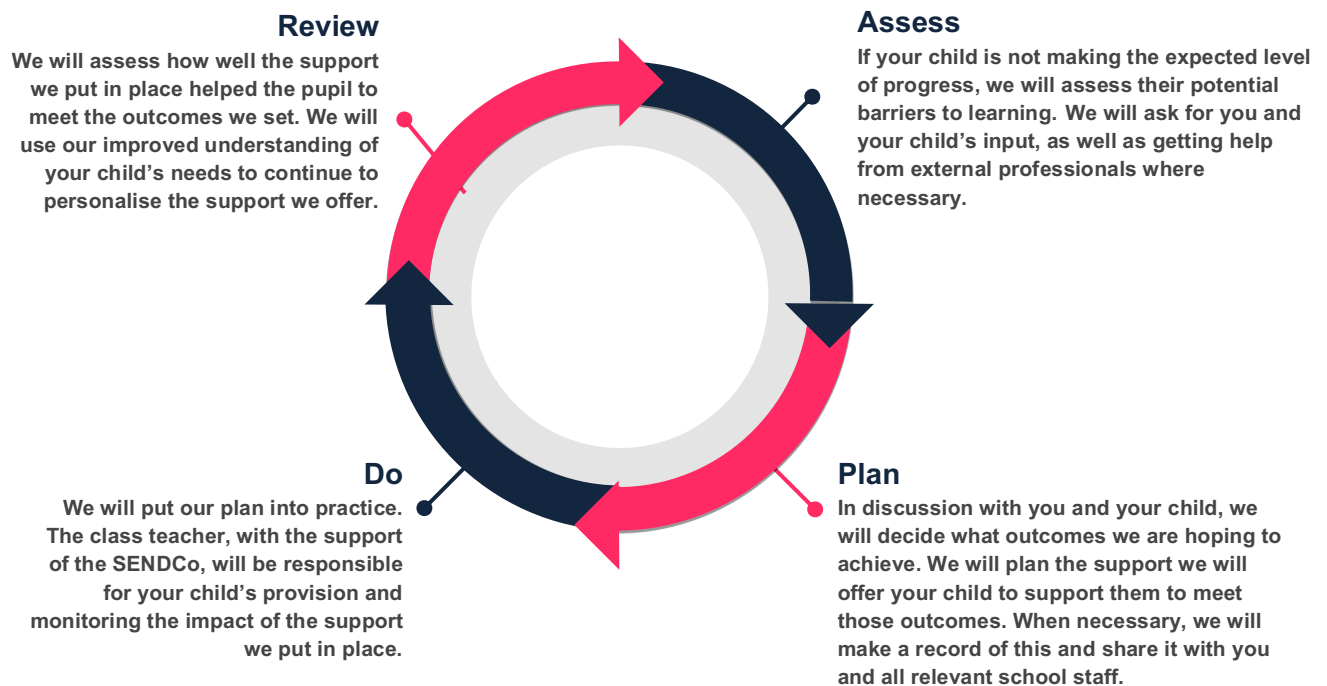 Review
We will assess how well the support
we put in place helped the pupil to
meet the outcomes we set. We will
use our improved understanding of
your child’s needs to continue to
personalise the support we offer.
Assess
If your child is not making the expected level
of progress, we will assess their potential
barriers to learning. We will ask for you and
your child’s input, as well as getting help
from external professionals where
necessary.
Do
We will put our plan into practice.
The class teacher, with the support
of the SENDCo, will be responsible
for your child’s provision and
monitoring the impact of the support
we put in place.
Plan
In discussion with you and your child, we
will decide what outcomes we are hoping to
achieve. We will plan the support we will
offer your child to support them to meet
those outcomes. When necessary, we will
make a record of this and share it with you
and all relevant school staff.